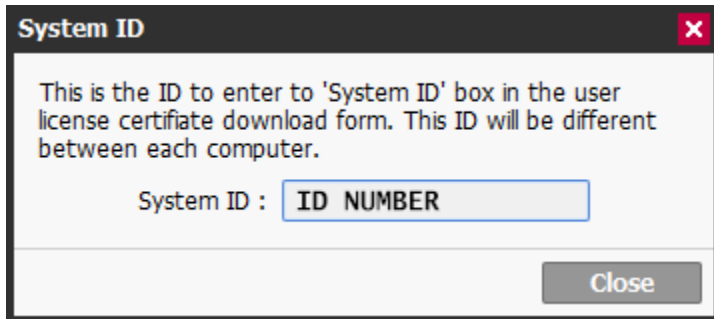 System ID
This is the ID to enter to 'System ID' box in the user
license certifiate download form. This ID will be different
between each computer.
System ID : ID NUMBER
Close